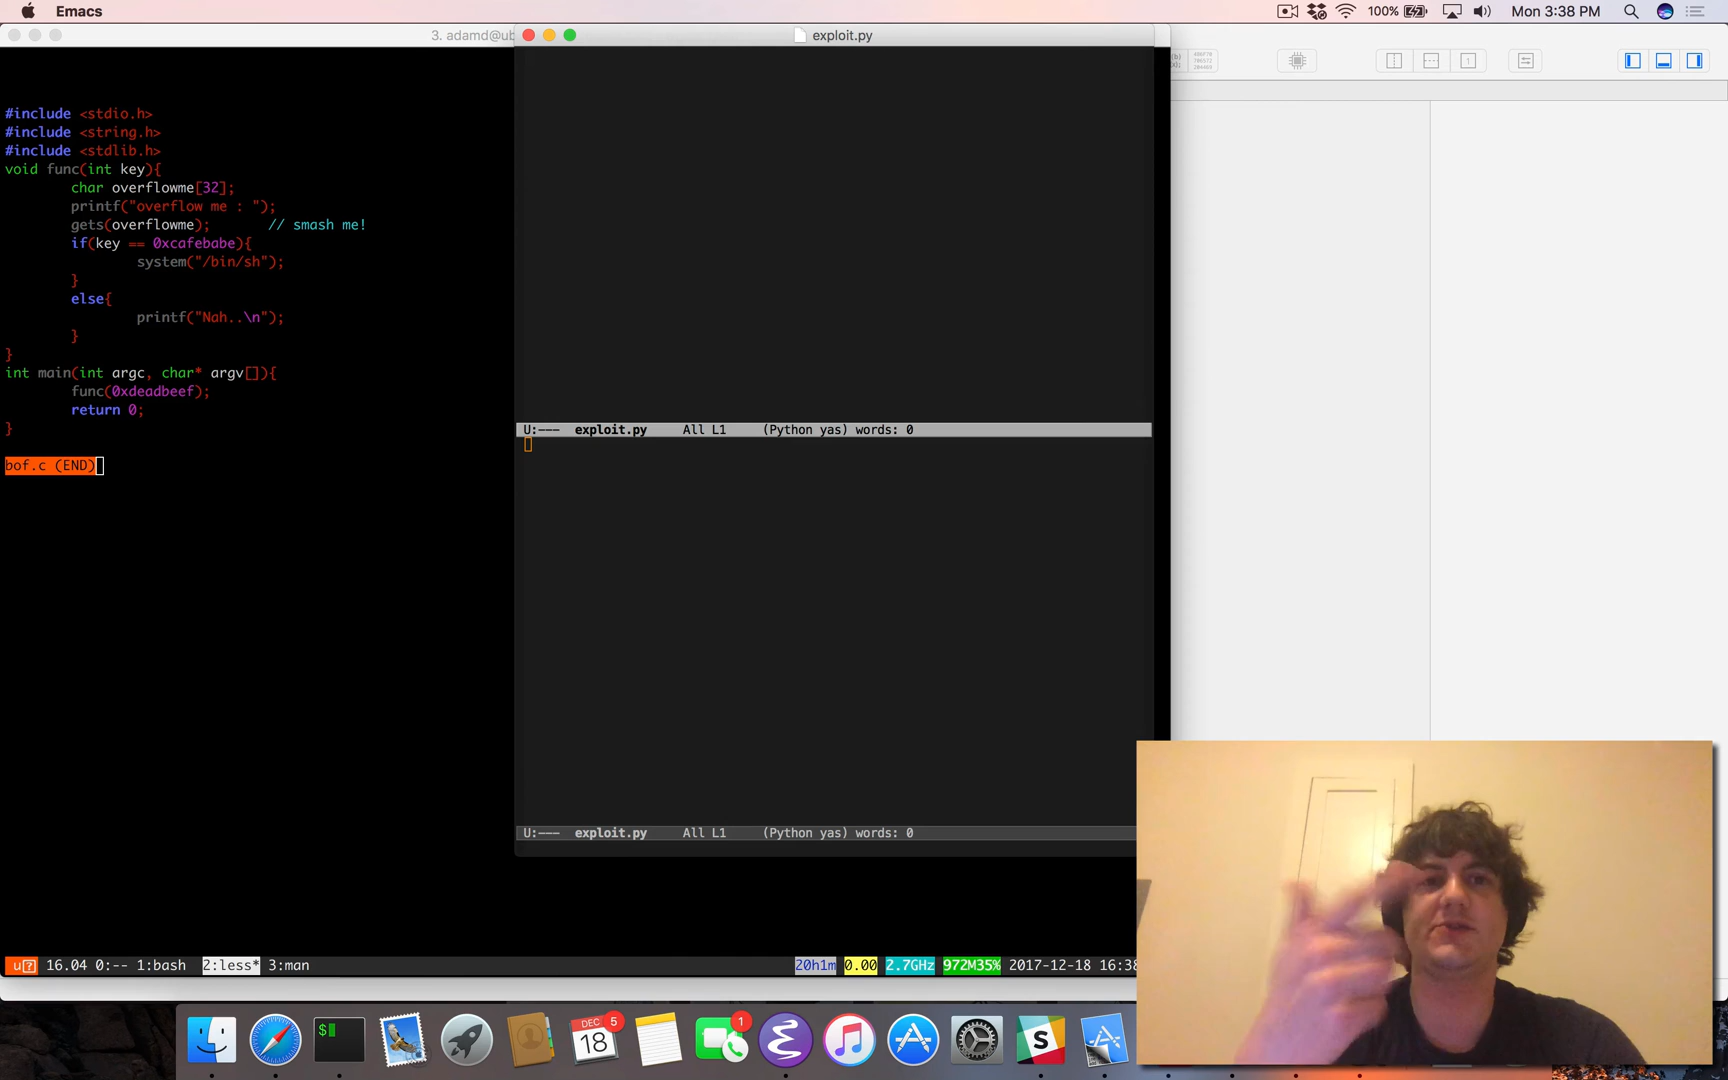 Emacs
100%
Mon 3:38 PM
3. adamd@ub
exploit.py
#include <stdio.h>
#include <string.h>
#include <stdlib.h>
void func(int key){
char overflowme[32];
printf("overflow me : ");
gets(overflowme); // smash me!
if(key == 0xcafebabe){
system("/bin/sh");
}
else{
printf("Nah..\n");
}
}
int main(int argc, char* argv[]){
func(0xdeadbeef);
return 0;
}
bof.c (END)
U:--- exploit.py All L1 (Python yas) words: 0
U:--- exploit.py All L1 (Python yas) words: 0
u? 16.04 0:-- 1:bash 2:less* 3:man
20h1m 0.00 2.7GHz 972M35% 2017-12-18 16:38
$
DEC
18
5
1
S